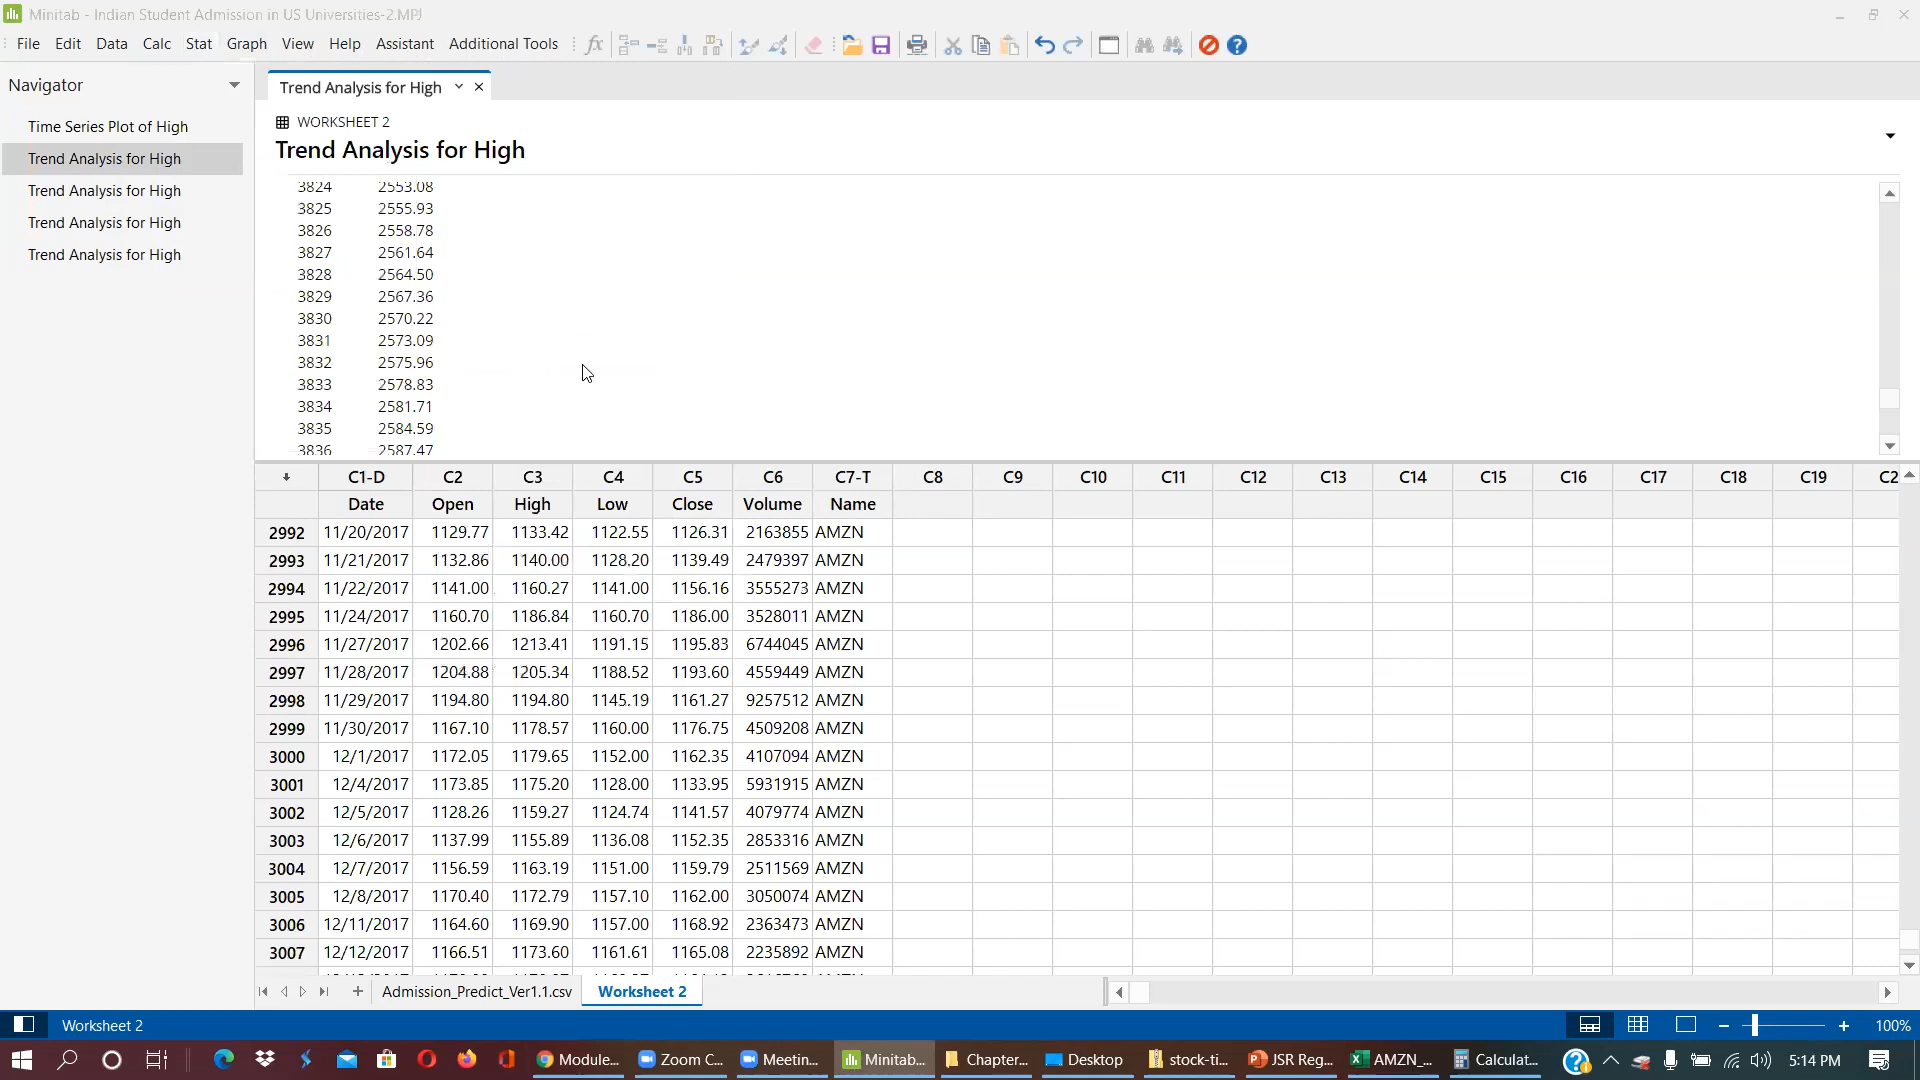 Minitab - Indian Student Admission in US Universities-2.MPJ
File Edit Data Calc Stat Graph View Help Assistant Additional Tools
Navigator
Time Series Plot of High
Trend Analysis for High
Trend Analysis for High
Trend Analysis for High
Trend Analysis for High
Trend Analysis for High
WORKSHEET 2
Trend Analysis for High
3824 2553.08
3825 2555.93
3826 2558.78
3827 2561.64
3828 2564.50
3829 2567.36
3830 2570.22
3831 2573.09
3832 2575.96
3833 2578.83
3834 2581.71
3835 2584.59
3836 2587.47
C1-D C2 C3 C4 C5 C6 C7-T C8 C9 C10 C11 C12 C13 C14 C15 C16 C17 C18 C19 C2
Date Open High Low Close Volume Name
2992 11/20/2017 1129.77 1133.42 1122.55 1126.31 2163855 AMZN
2993 11/21/2017 1132.86 1140.00 1128.20 1139.49 2479397 AMZN
2994 11/22/2017 1141.00 1160.27 1141.00 1156.16 3555273 AMZN
2995 11/24/2017 1160.70 1186.84 1160.70 1186.00 3528011 AMZN
2996 11/27/2017 1202.66 1213.41 1191.15 1195.83 6744045 AMZN
2997 11/28/2017 1204.88 1205.34 1188.52 1193.60 4559449 AMZN
2998 11/29/2017 1194.80 1194.80 1145.19 1161.27 9257512 AMZN
2999 11/30/2017 1167.10 1178.57 1160.00 1176.75 4509208 AMZN
3000 12/1/2017 1172.05 1179.65 1152.00 1162.35 4107094 AMZN
3001 12/4/2017 1173.85 1175.20 1128.00 1133.95 5931915 AMZN
3002 12/5/2017 1128.26 1159.27 1124.74 1141.57 4079774 AMZN
3003 12/6/2017 1137.99 1155.89 1136.08 1152.35 2853316 AMZN
3004 12/7/2017 1156.59 1163.19 1151.00 1159.79 2511569 AMZN
3005 12/8/2017 1170.40 1172.79 1157.10 1162.00 3050074 AMZN
3006 12/11/2017 1164.60 1169.90 1157.00 1168.92 2363473 AMZN
3007 12/12/2017 1166.51 1173.60 1161.61 1165.08 2235892 AMZN
Admission_Predict_Ver1.1.csv Worksheet 2
Worksheet 2 100%
Module... Zoom C... Meetin... Minitab... Chapter... Desktop stock-ti... JSR Reg... AMZN_... Calculat... 5:14 PM